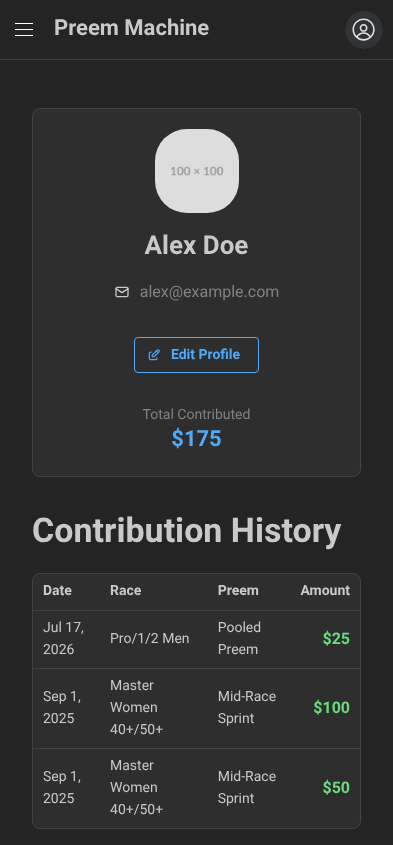 Preem Machine
100 × 100
Alex Doe
alex@example.com
Edit Profile
Total Contributed
$175
Contribution History
Date Race Preem Amount
Jul 17, 2026 Pro/1/2 Men Pooled Preem $25
Sep 1, 2025 Master Women 40+/50+ Mid-Race Sprint $100
Sep 1, 2025 Master Women 40+/50+ Mid-Race Sprint $50